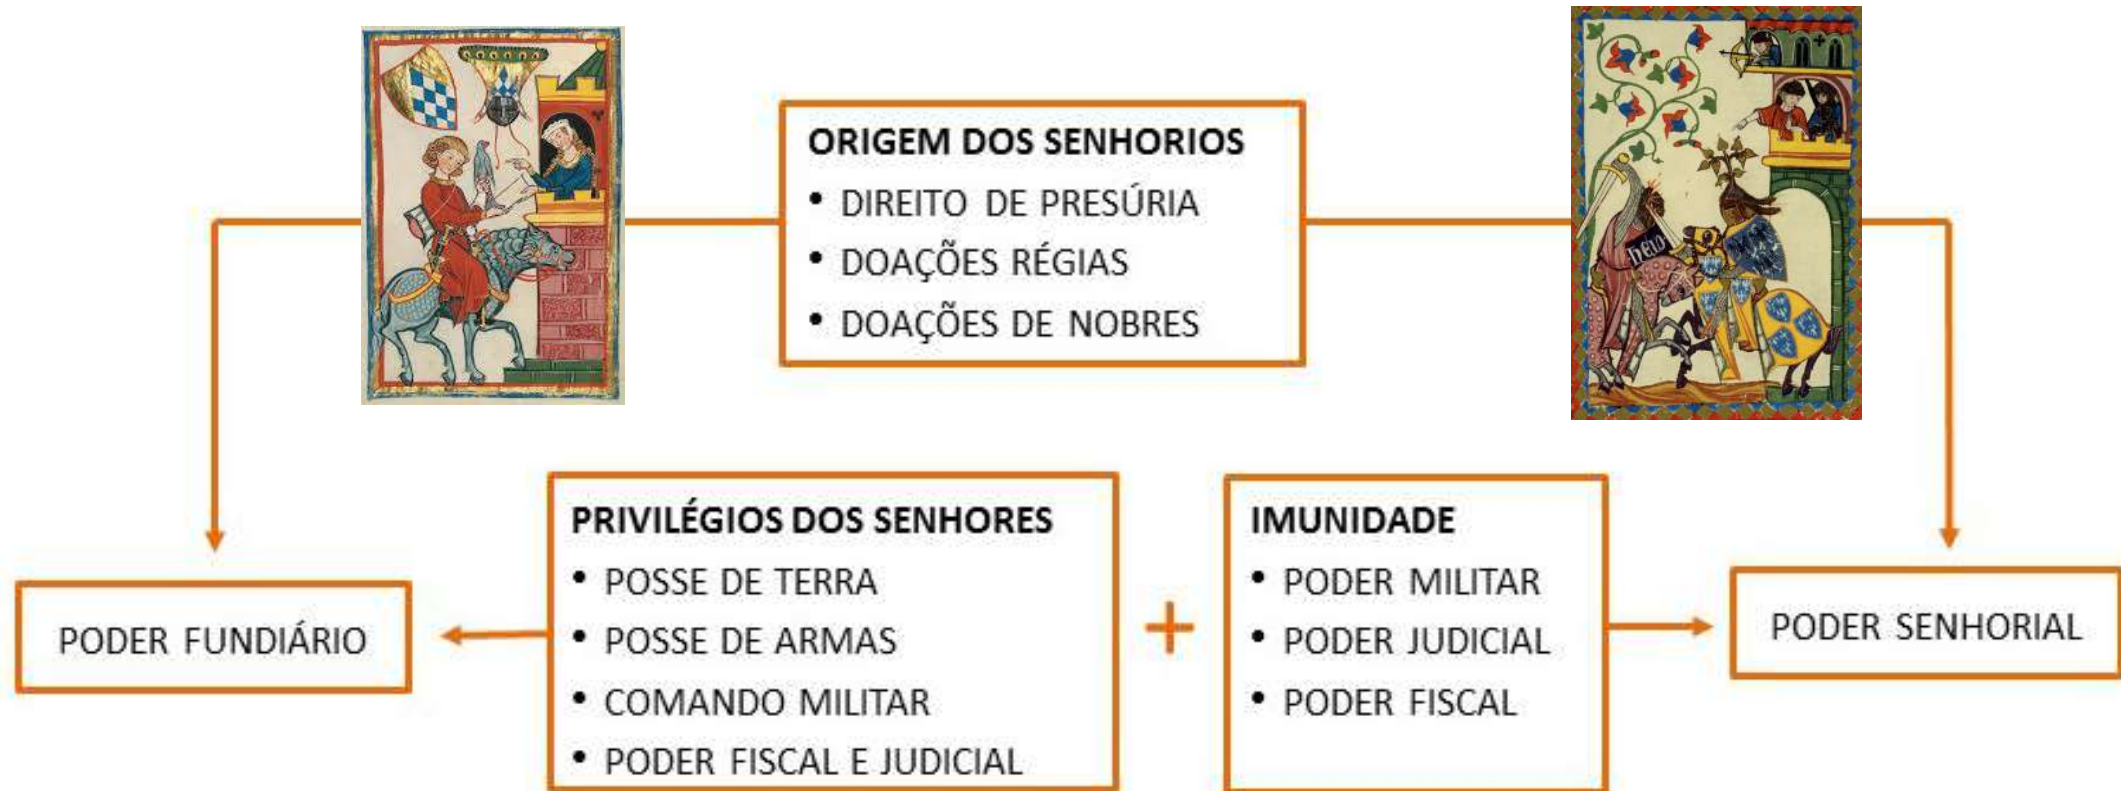 ORIGEM DOS SENHORIOS
• DIREITO DE PRESÚRIA
• DOAÇÕES RÉGIAS
• DOAÇÕES DE NOBRES
PODER FUNDIÁRIO
PRIVILÉGIOS DOS SENHORES
• POSSE DE TERRA
• POSSE DE ARMAS
• COMANDO MILITAR
• PODER FISCAL E JUDICIAL
+
IMUNIDADE
• PODER MILITAR
• PODER JUDICIAL
• PODER FISCAL
PODER SENHORIAL